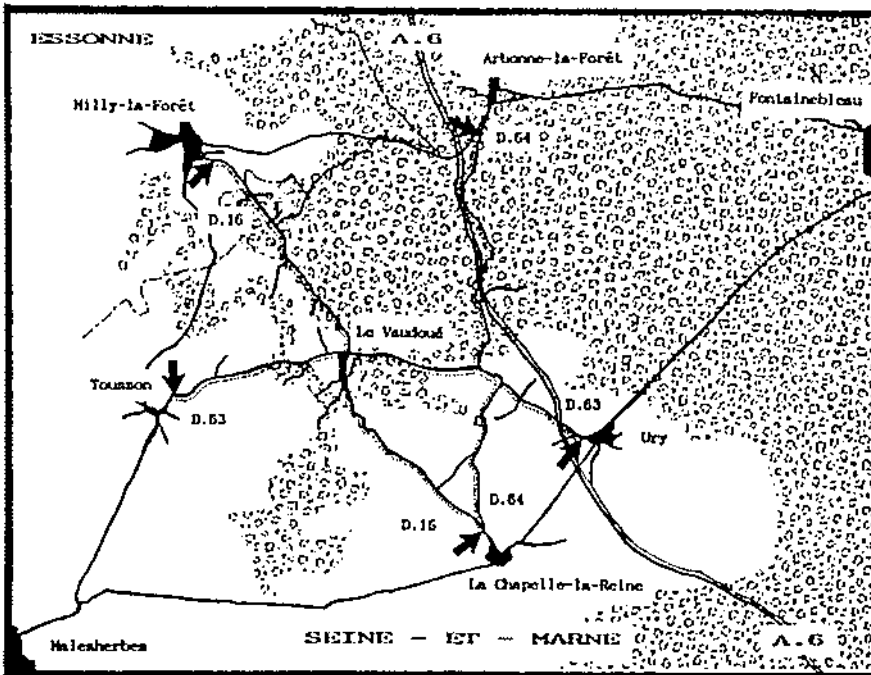 ESSONNE
A.6
Arbonne-la-Forêt
Milly-la-Forêt
Fontainebleau
D.64
D.16
Le Vaudoué
Tousson
D.63
D.63
Ury
D.64
D.16
La Chapelle-la-Reine
SEINE - ET - MARNE
A.6
Malesherbes